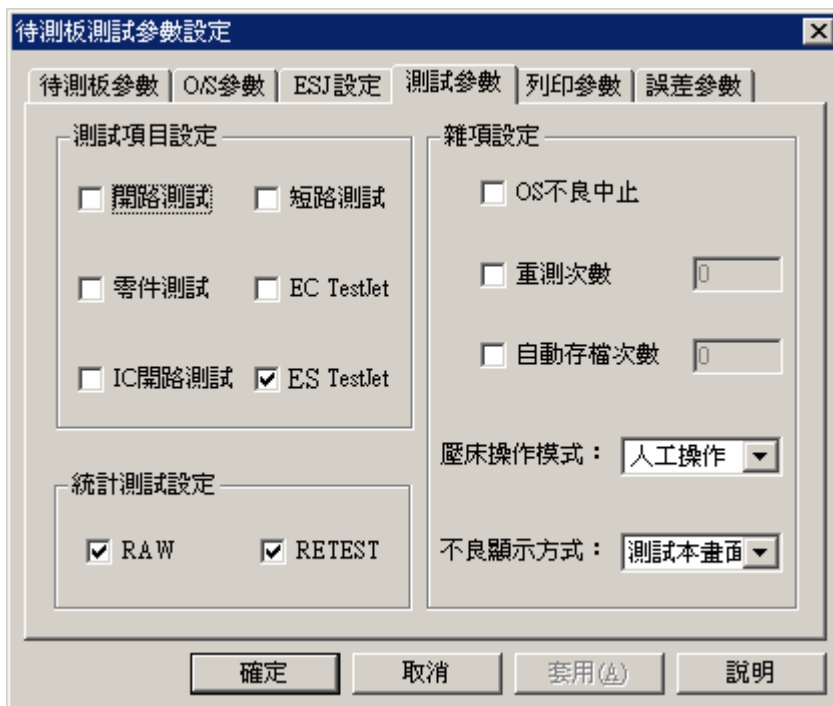 待測板測試參數設定
待測板參數 O/S參數 ESJ設定 測試參數 列印參數 誤差參數
測試項目設定
開路測試 短路測試
零件測試 EC TestJet
IC開路測試 ES TestJet
統計測試設定
RAW RETEST
雜項設定
OS不良中止
重測次數 0
自動存檔次數 0
壓床操作模式： 人工操作
不良顯示方式： 測試本畫面
確定 取消 套用(A) 說明